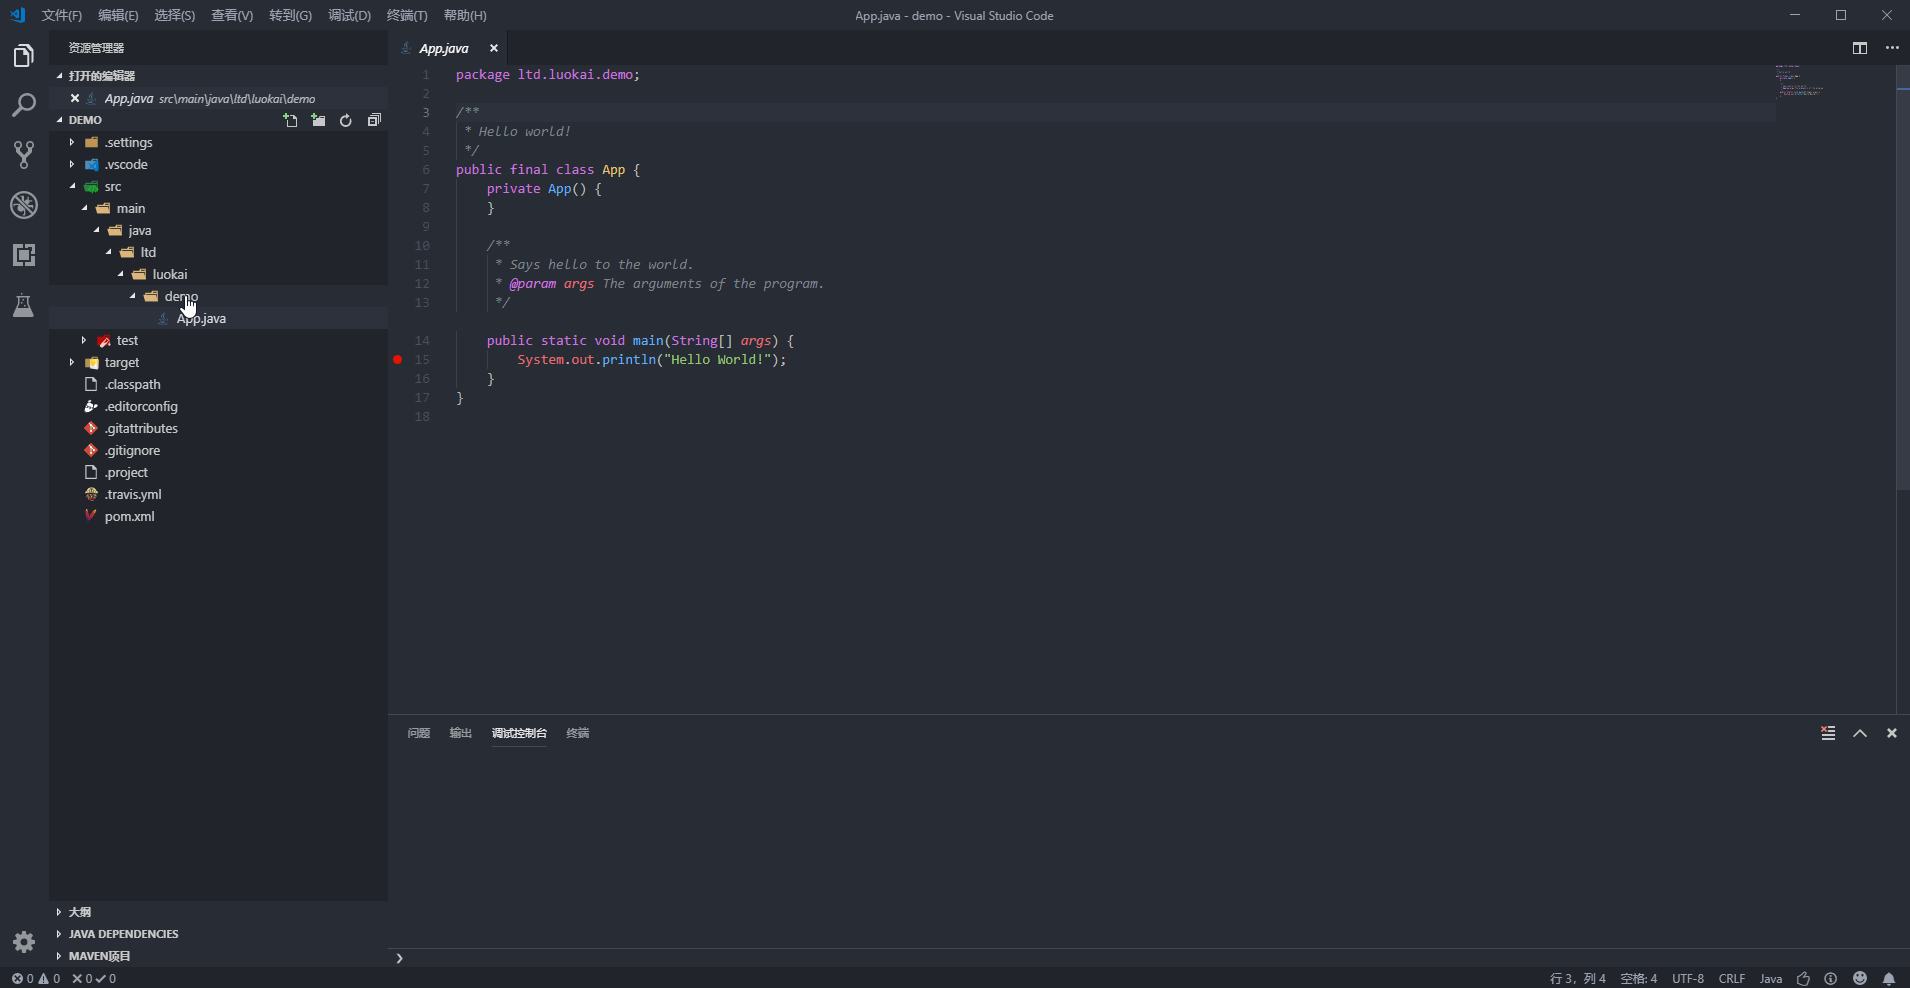 文件(F) 编辑(E) 选择(S) 查看(V) 转到(G) 调试(D) 终端(T) 帮助(H)
App.java - demo - Visual Studio Code
资源管理器
打开的编辑器
App.java src\main\java\ltd\luokai\demo
DEMO
.settings
.vscode
src
main
java
ltd
luokai
demo
App.java
test
target
.classpath
.editorconfig
.gitattributes
.gitignore
.project
.travis.yml
pom.xml
大纲
JAVA DEPENDENCIES
MAVEN项目
App.java
1 package ltd.luokai.demo;
2
3 /**
4 * Hello world!
5 */
6 public final class App {
7 private App() {
8 }
9
10 /**
11 * Says hello to the world.
12 * @param args The arguments of the program.
13 */
14 public static void main(String[] args) {
15 System.out.println("Hello World!");
16 }
17 }
18
问题 输出 调试控制台 终端
0 0 0 0
行 3，列 4 空格: 4 UTF-8 CRLF Java